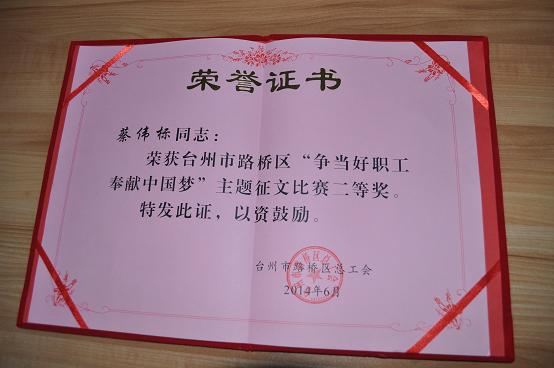 荣誉证书
蔡伟标同志：
荣获台州市路桥区“争当好职工
奉献中国梦”主题征文比赛二等奖。
特发此证，以资鼓励。
台州市路桥区总工会
2014年6月